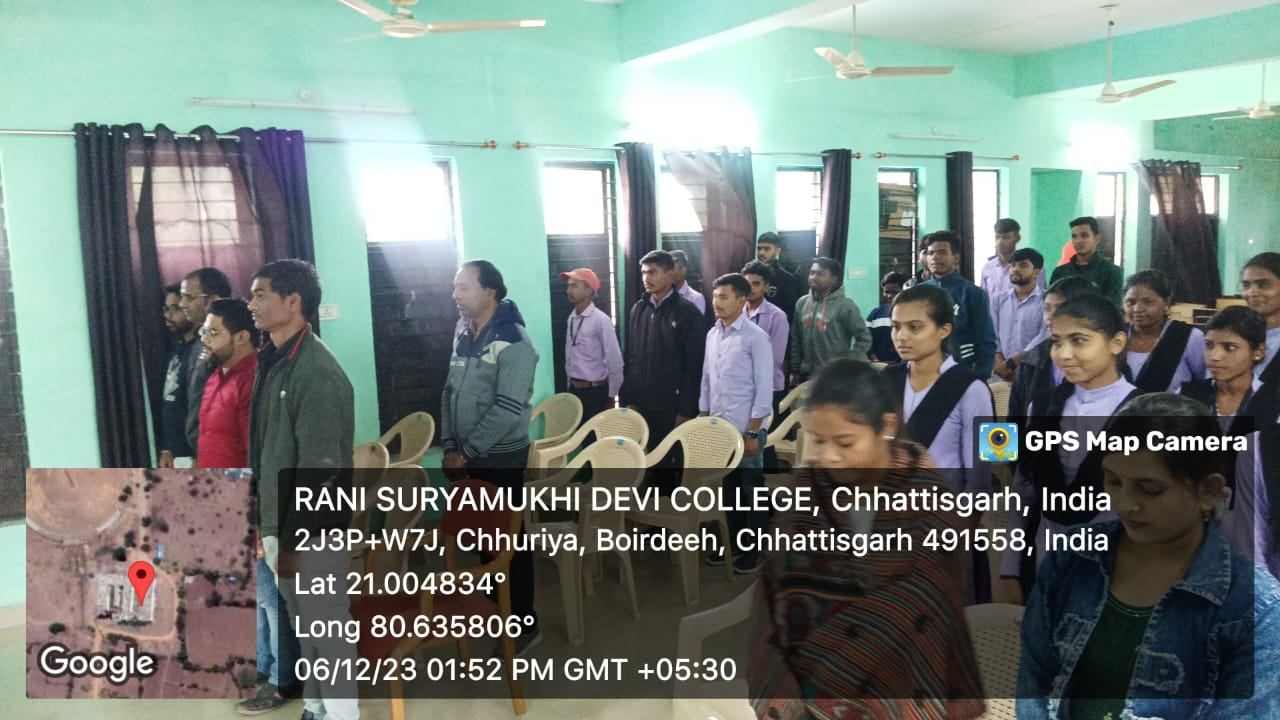 GPS Map Camera
RANI SURYAMUKHI DEVI COLLEGE, Chhattisgarh, India
2J3P+W7J, Chhuriya, Boirdeeh, Chhattisgarh 491558, India
Lat 21.004834°
Long 80.635806°
06/12/23 01:52 PM GMT +05:30
Google